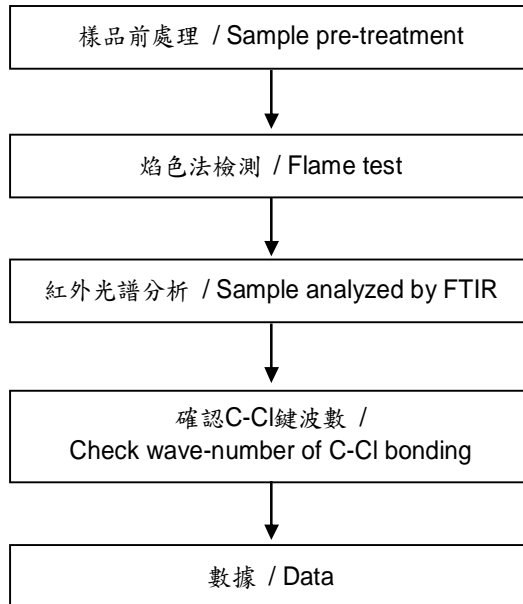 樣品前處理 / Sample pre-treatment
焰色法檢測 / Flame test
紅外光譜分析 / Sample analyzed by FTIR
確認C-Cl鍵波數 /
Check wave-number of C-Cl bonding
數據 / Data